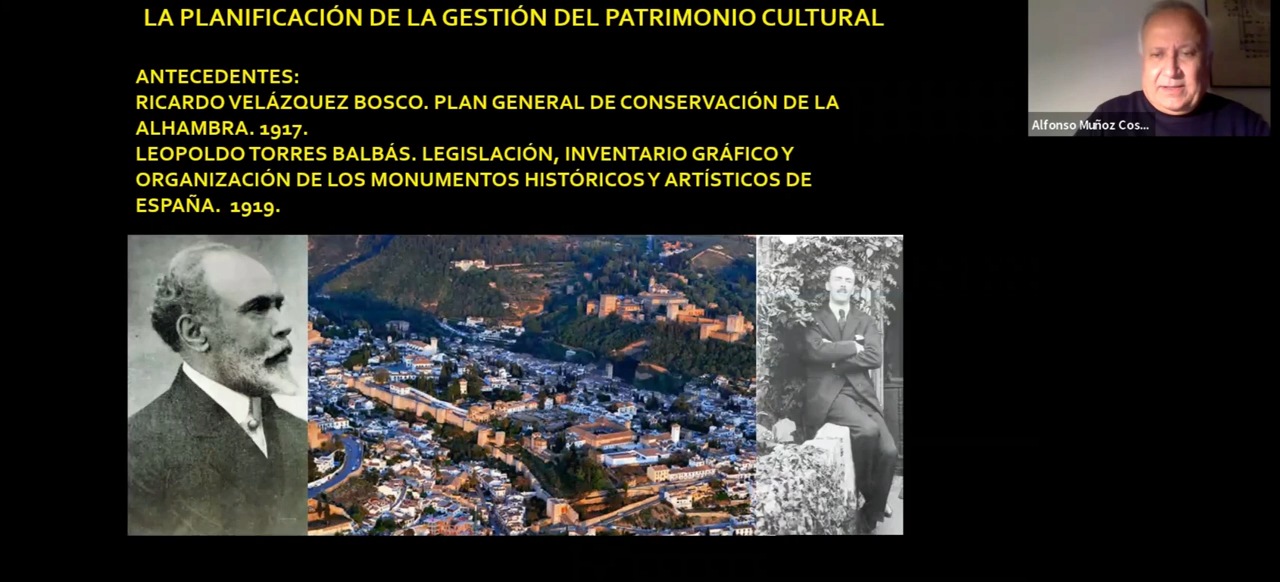 LA PLANIFICACIÓN DE LA GESTIÓN DEL PATRIMONIO CULTURAL
ANTECEDENTES:
RICARDO VELÁZQUEZ BOSCO. PLAN GENERAL DE CONSERVACIÓN DE LA
ALHAMBRA. 1917.
LEOPOLDO TORRES BALBÁS. LEGISLACIÓN, INVENTARIO GRÁFICO Y
ORGANIZACIÓN DE LOS MONUMENTOS HISTÓRICOS Y ARTÍSTICOS DE
ESPAÑA. 1919.
Alfonso Muñoz Cos...